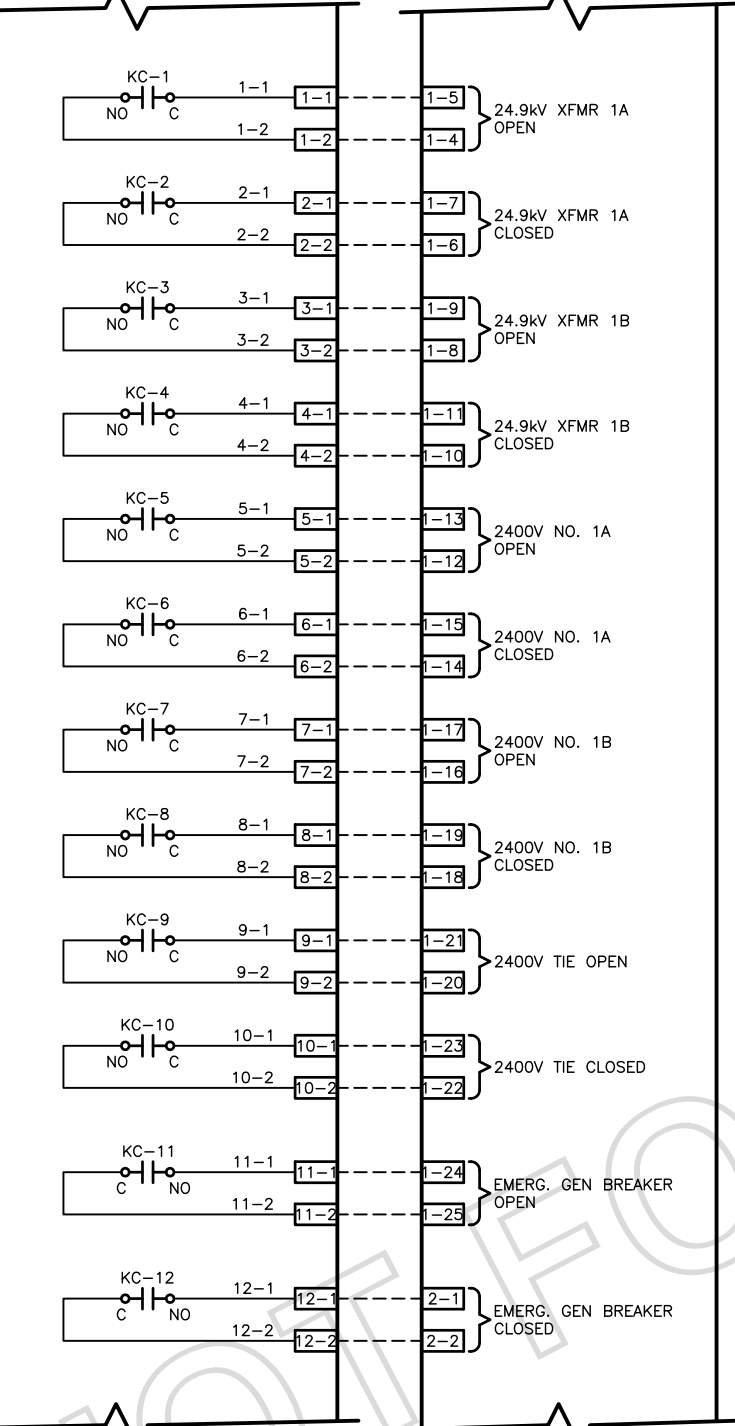 KC-1
NO C 1-1 1-1 1-5 24.9kV XFMR 1A
OPEN
1-2 1-2 1-4
KC-2
NO C 2-1 2-1 1-7 24.9kV XFMR 1A
CLOSED
2-2 2-2 1-6
KC-3
NO C 3-1 3-1 1-9 24.9kV XFMR 1B
OPEN
3-2 3-2 1-8
KC-4
NO C 4-1 4-1 1-11 24.9kV XFMR 1B
CLOSED
4-2 4-2 1-10
KC-5
NO C 5-1 5-1 1-13 2400V NO. 1A
OPEN
5-2 5-2 1-12
KC-6
NO C 6-1 6-1 1-15 2400V NO. 1A
CLOSED
6-2 6-2 1-14
KC-7
NO C 7-1 7-1 1-17 2400V NO. 1B
OPEN
7-2 7-2 1-16
KC-8
NO C 8-1 8-1 1-19 2400V NO. 1B
CLOSED
8-2 8-2 1-18
KC-9
NO C 9-1 9-1 1-21 2400V TIE OPEN
9-2 9-2 1-20
KC-10
NO C 10-1 10-1 1-23 2400V TIE CLOSED
10-2 10-2 1-22
KC-11
C NO 11-1 11-1 1-24 EMERG. GEN BREAKER
OPEN
11-2 11-2 1-25
KC-12
C NO 12-1 12-1 2-1 EMERG. GEN BREAKER
CLOSED
12-2 12-2 2-2
OT FO